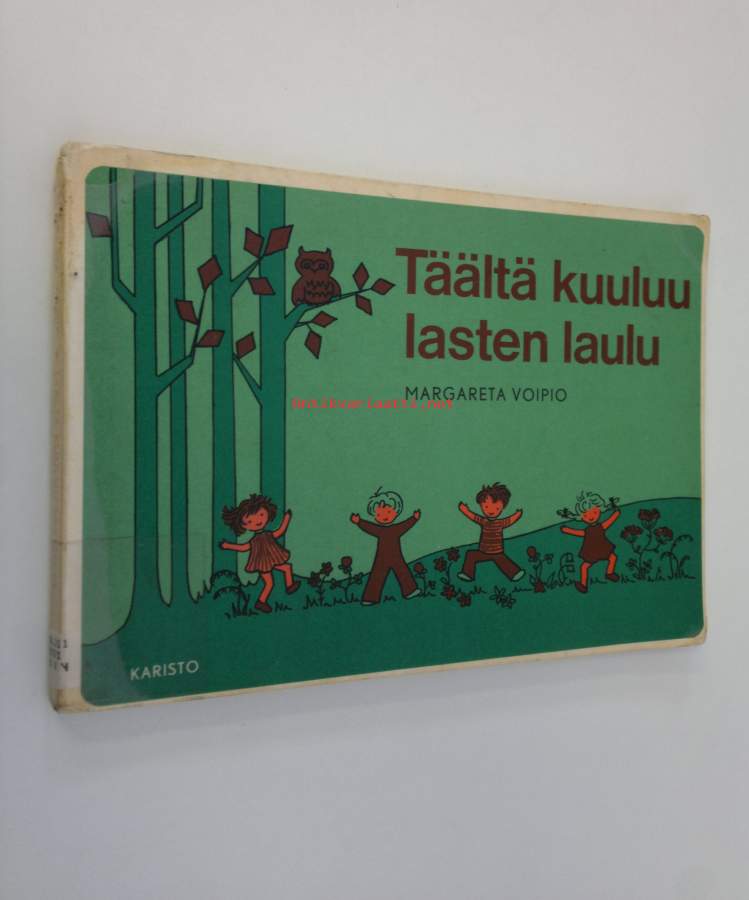 Täältä kuuluu
lasten laulu
MARGARETA VOIPIO
Antikvariaatti.net
KARISTO